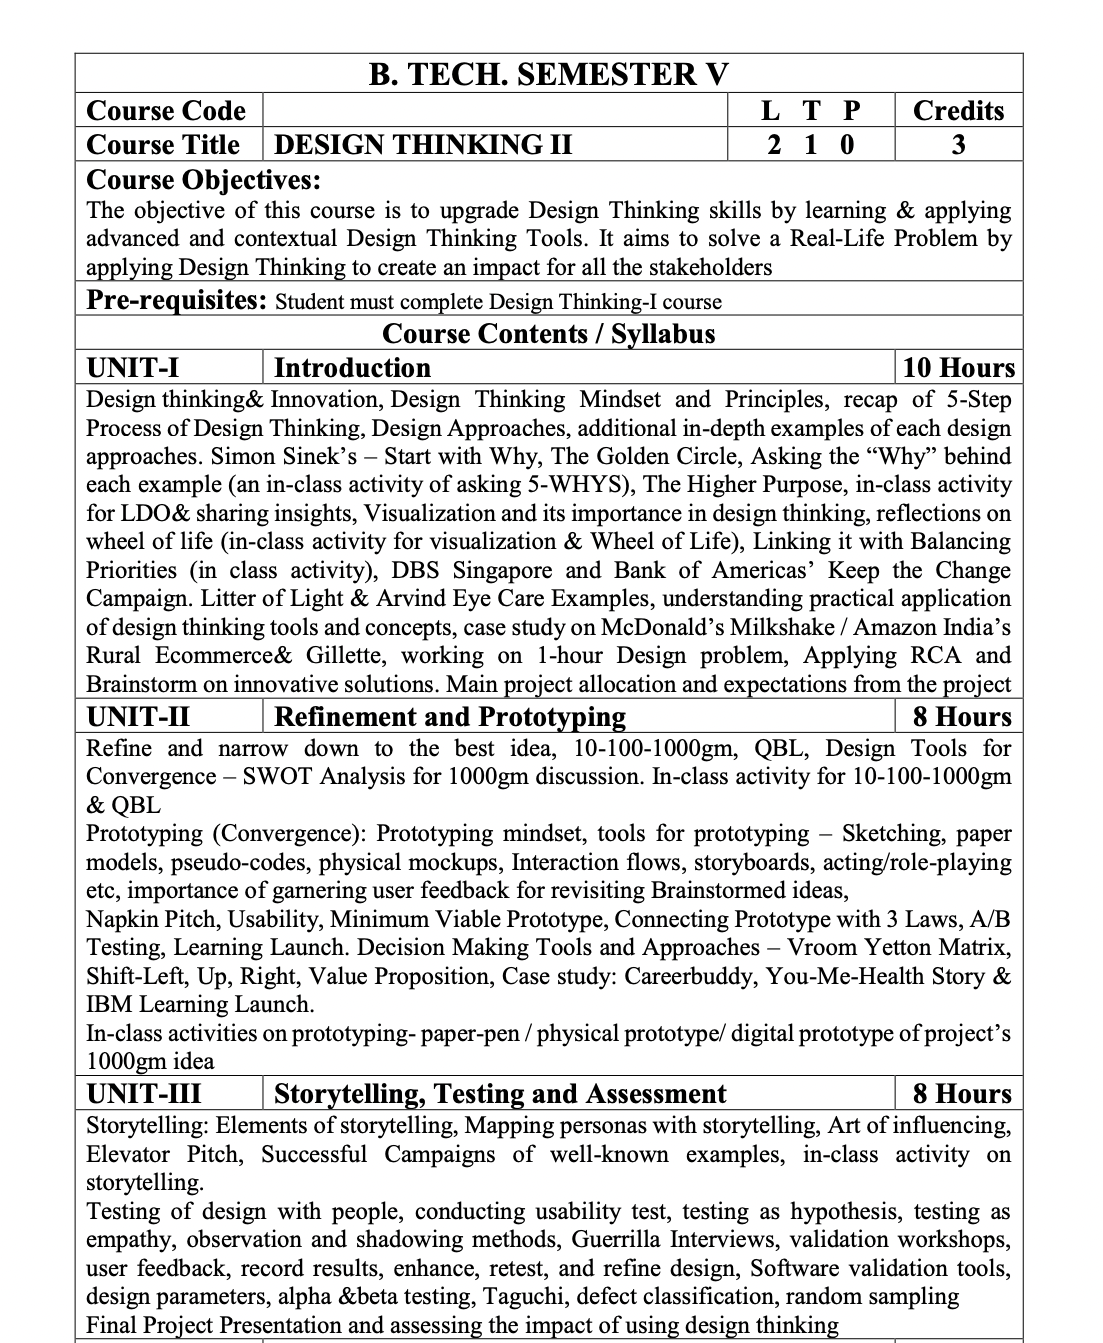 B. TECH. SEMESTER V
Course Code L T P Credits
Course Title DESIGN THINKING II 2 1 0 3
Course Objectives:
The objective of this course is to upgrade Design Thinking skills by learning & applying
advanced and contextual Design Thinking Tools. It aims to solve a Real-Life Problem by
applying Design Thinking to create an impact for all the stakeholders
Pre-requisites: Student must complete Design Thinking-I course
Course Contents / Syllabus
UNIT-I Introduction 10 Hours
Design thinking& Innovation, Design Thinking Mindset and Principles, recap of 5-Step
Process of Design Thinking, Design Approaches, additional in-depth examples of each design
approaches. Simon Sinek’s – Start with Why, The Golden Circle, Asking the “Why” behind
each example (an in-class activity of asking 5-WHYS), The Higher Purpose, in-class activity
for LDO& sharing insights, Visualization and its importance in design thinking, reflections on
wheel of life (in-class activity for visualization & Wheel of Life), Linking it with Balancing
Priorities (in class activity), DBS Singapore and Bank of Americas’ Keep the Change
Campaign. Litter of Light & Arvind Eye Care Examples, understanding practical application
of design thinking tools and concepts, case study on McDonald’s Milkshake / Amazon India’s
Rural Ecommerce& Gillette, working on 1-hour Design problem, Applying RCA and
Brainstorm on innovative solutions. Main project allocation and expectations from the project
UNIT-II Refinement and Prototyping 8 Hours
Refine and narrow down to the best idea, 10-100-1000gm, QBL, Design Tools for
Convergence – SWOT Analysis for 1000gm discussion. In-class activity for 10-100-1000gm
& QBL
Prototyping (Convergence): Prototyping mindset, tools for prototyping – Sketching, paper
models, pseudo-codes, physical mockups, Interaction flows, storyboards, acting/role-playing
etc, importance of garnering user feedback for revisiting Brainstormed ideas,
Napkin Pitch, Usability, Minimum Viable Prototype, Connecting Prototype with 3 Laws, A/B
Testing, Learning Launch. Decision Making Tools and Approaches – Vroom Yetton Matrix,
Shift-Left, Up, Right, Value Proposition, Case study: Careerbuddy, You-Me-Health Story &
IBM Learning Launch.
In-class activities on prototyping- paper-pen / physical prototype/ digital prototype of project’s
1000gm idea
UNIT-III Storytelling, Testing and Assessment 8 Hours
Storytelling: Elements of storytelling, Mapping personas with storytelling, Art of influencing,
Elevator Pitch, Successful Campaigns of well-known examples, in-class activity on
storytelling.
Testing of design with people, conducting usability test, testing as hypothesis, testing as
empathy, observation and shadowing methods, Guerrilla Interviews, validation workshops,
user feedback, record results, enhance, retest, and refine design, Software validation tools,
design parameters, alpha &beta testing, Taguchi, defect classification, random sampling
Final Project Presentation and assessing the impact of using design thinking